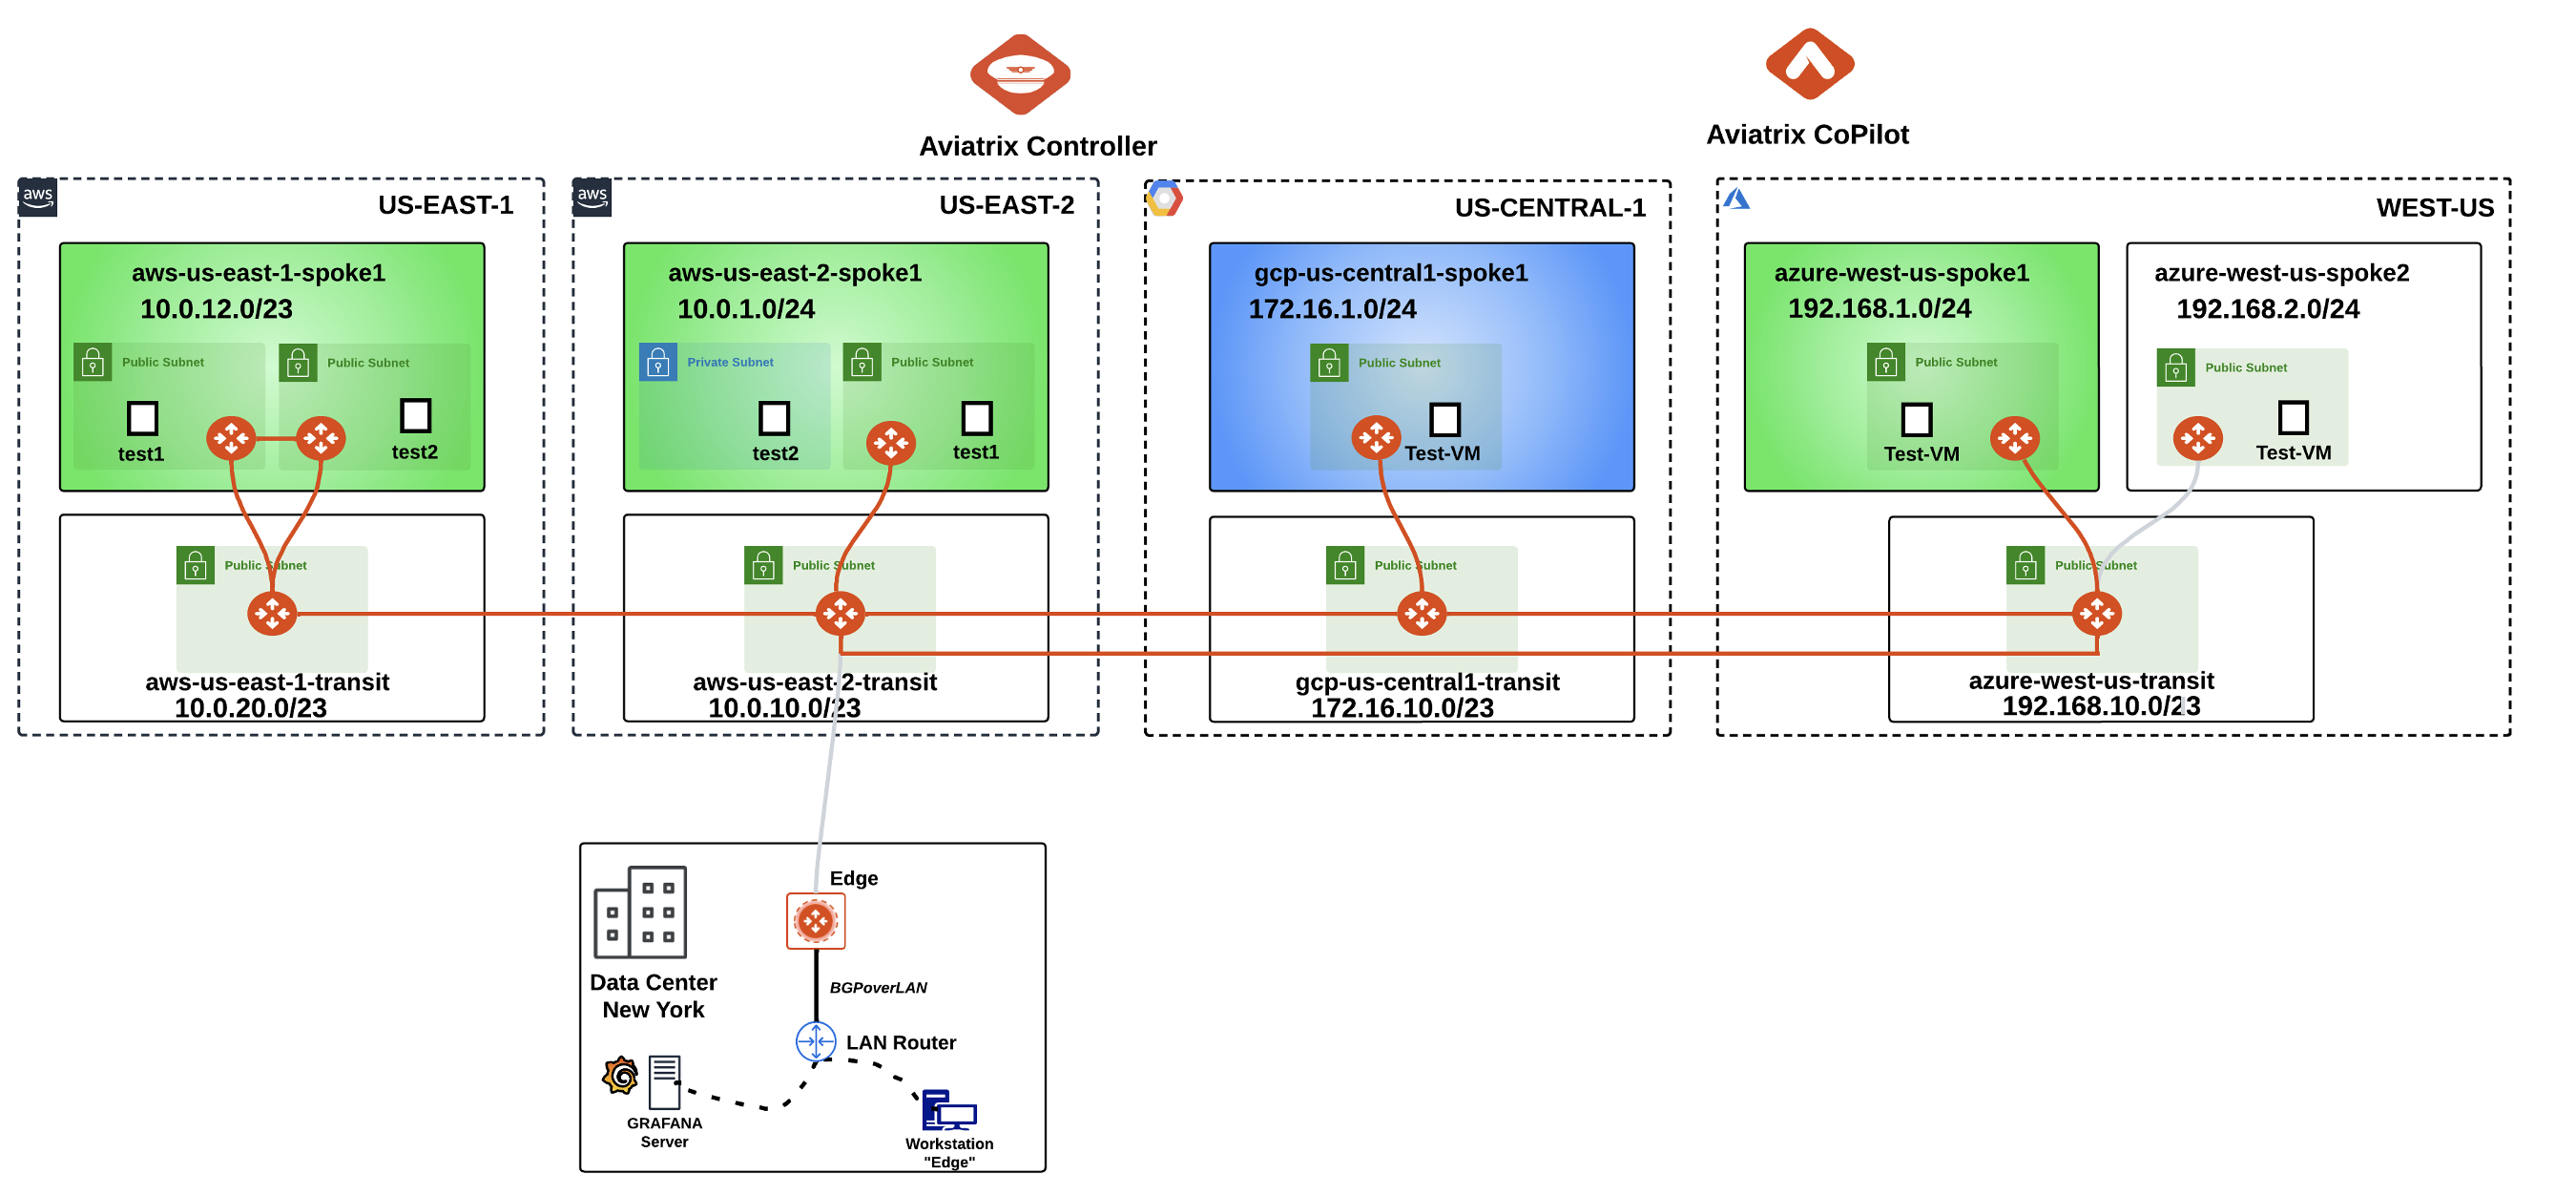 Aviatrix Controller
Aviatrix CoPilot
aws
US-EAST-1
aws-us-east-1-spoke1
10.0.12.0/23
Public Subnet
Public Subnet
test1
test2
Public Subnet
aws-us-east-1-transit
10.0.20.0/23
aws
US-EAST-2
aws-us-east-2-spoke1
10.0.1.0/24
Private Subnet
Public Subnet
test2
test1
Public Subnet
aws-us-east-2-transit
10.0.10.0/23
US-CENTRAL-1
gcp-us-central1-spoke1
172.16.1.0/24
Public Subnet
Test-VM
Public Subnet
gcp-us-central1-transit
172.16.10.0/23
WEST-US
azure-west-us-spoke1
192.168.1.0/24
Public Subnet
Test-VM
azure-west-us-spoke2
192.168.2.0/24
Public Subnet
Test-VM
Public Subnet
azure-west-us-transit
192.168.10.0/23
Edge
Data Center
New York
BGPoverLAN
LAN Router
GRAFANA
Server
Workstation
"Edge"